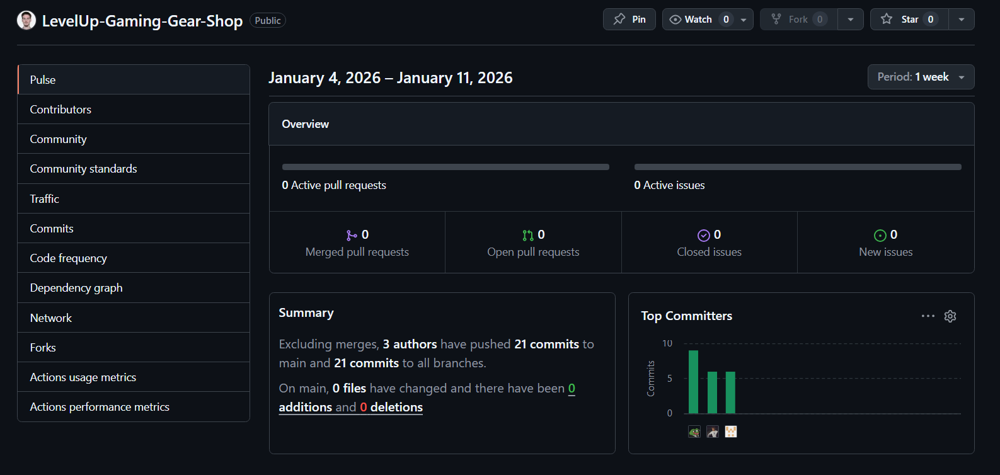 LevelUp-Gaming-Gear-Shop Public
Pin
Watch 0
Fork 0
Star 0
Pulse
Contributors
Community
Community standards
Traffic
Commits
Code frequency
Dependency graph
Network
Forks
Actions usage metrics
Actions performance metrics
January 4, 2026 – January 11, 2026
Period: 1 week
Overview
0 Active pull requests
0 Active issues
0
Merged pull requests
0
Open pull requests
0
Closed issues
0
New issues
Summary
Excluding merges, 3 authors have pushed 21 commits to
main and 21 commits to all branches.
On main, 0 files have changed and there have been 0
additions and 0 deletions
Top Committers
Commits
10
5
0